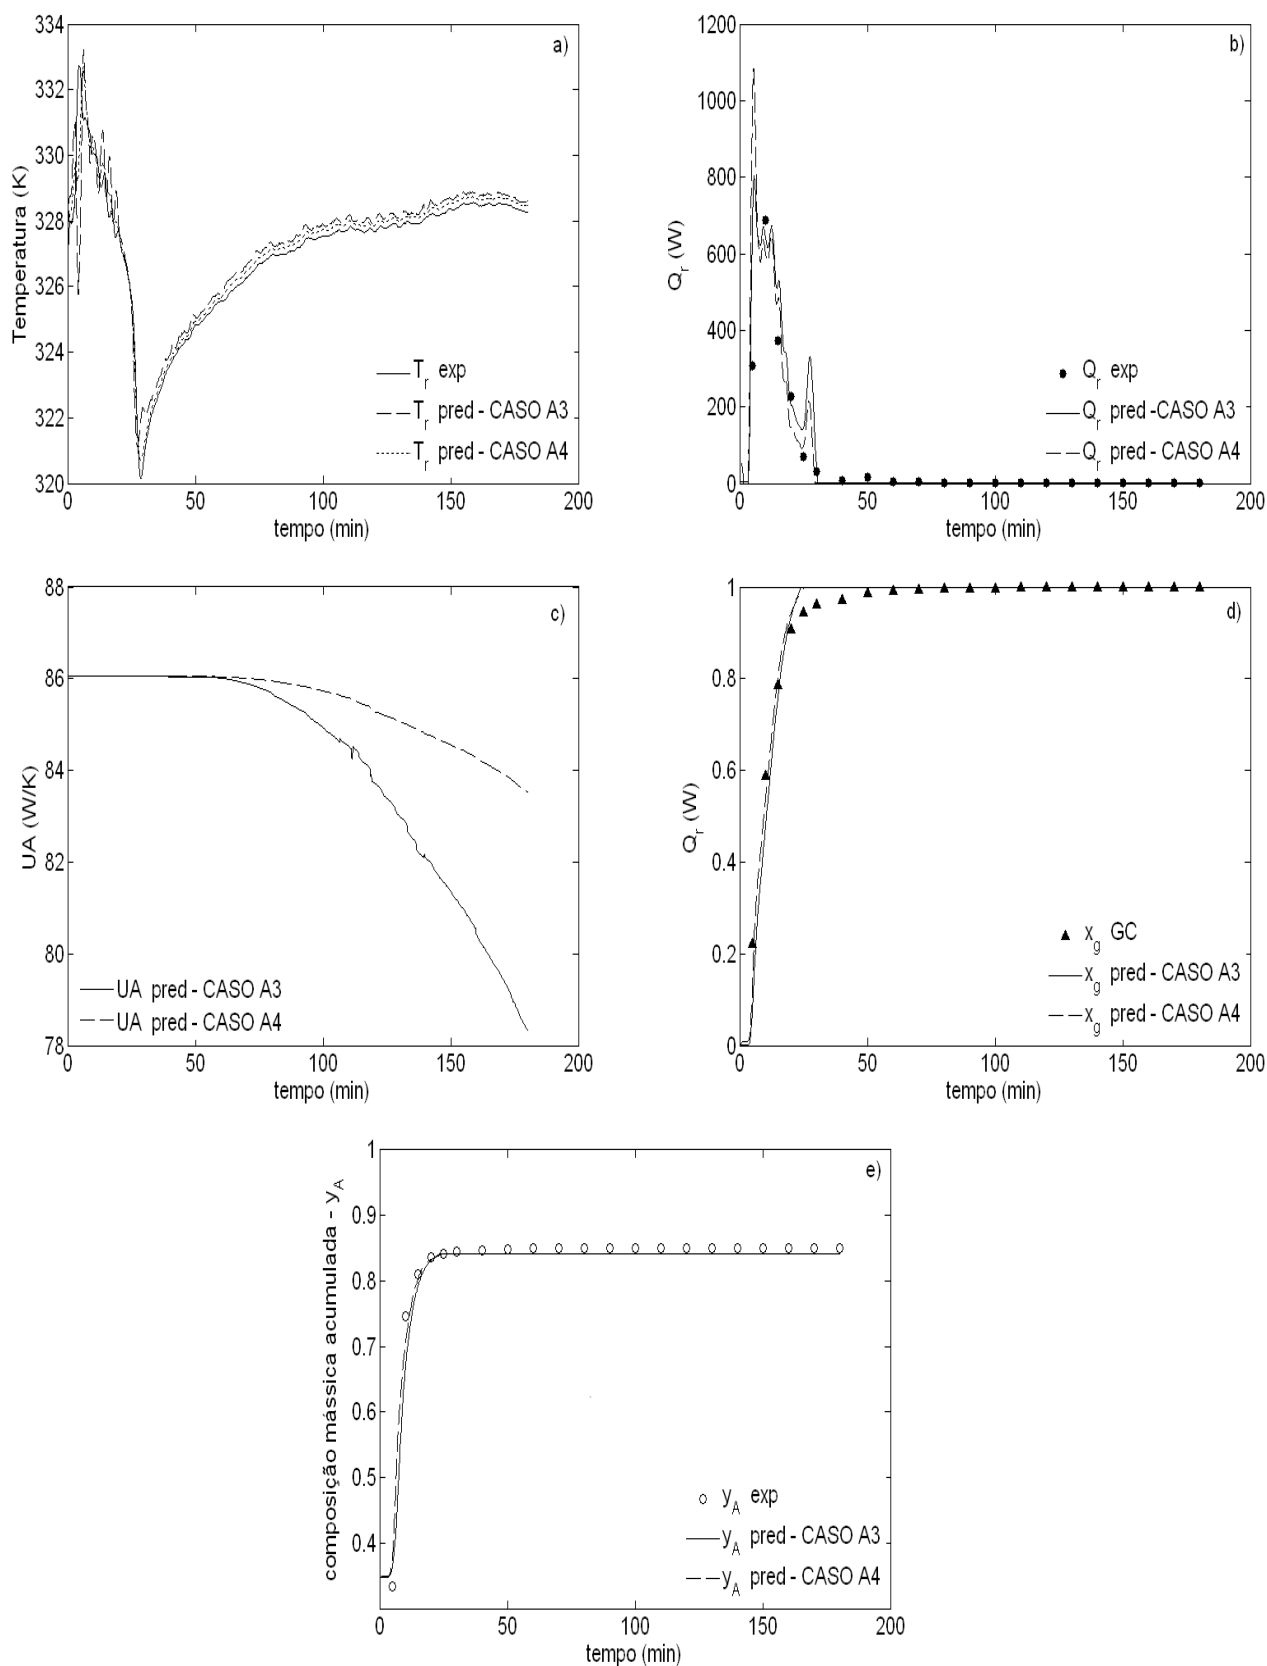 a)
334
332
330
328
326
324
322
320
Temperatura (K)
T_r exp
T_r pred - CASO A3
T_r pred - CASO A4
0 50 100 150 200
tempo (min)
b)
1200
1000
800
600
400
200
0
Q_r (W)
Q_r exp
Q_r pred -CASO A3
Q_r pred - CASO A4
0 50 100 150 200
tempo (min)
c)
88
86
84
82
80
78
UA (W/K)
UA pred - CASO A3
UA pred - CASO A4
0 50 100 150 200
tempo (min)
d)
1
0.8
0.6
0.4
0.2
0
Q_r (W)
x_g GC
x_g pred - CASO A3
x_g pred - CASO A4
0 50 100 150 200
tempo (min)
e)
1
0.9
0.8
0.7
0.6
0.5
0.4
composição mássica acumulada - y_A
y_A exp
y_A pred - CASO A3
y_A pred - CASO A4
0 50 100 150 200
tempo (min)